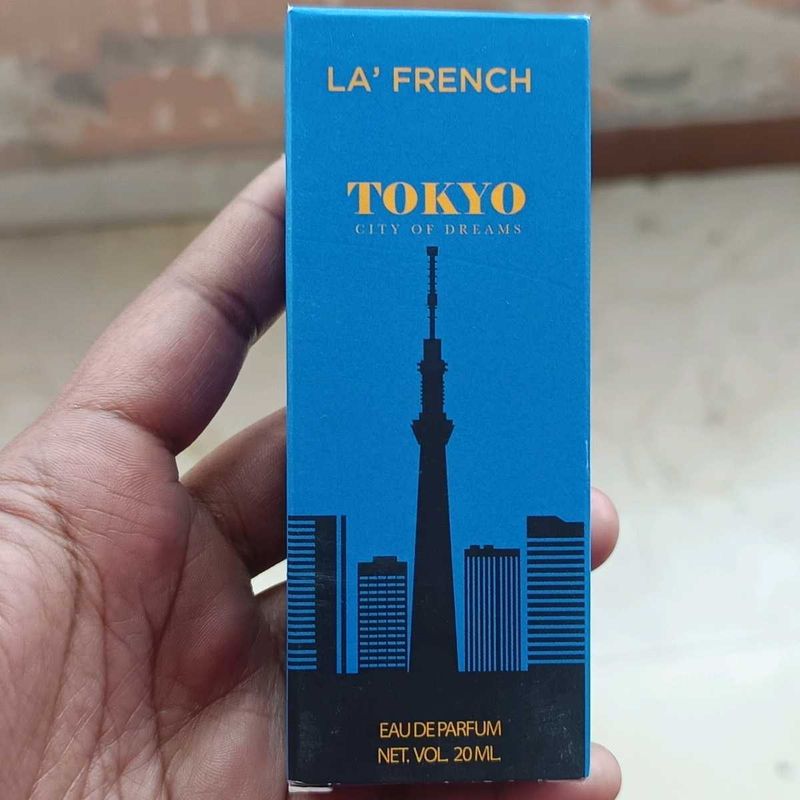 LA' FRENCH
TOKYO
CITY OF DREAMS
EAU DE PARFUM
NET. VOL. 20 ML.